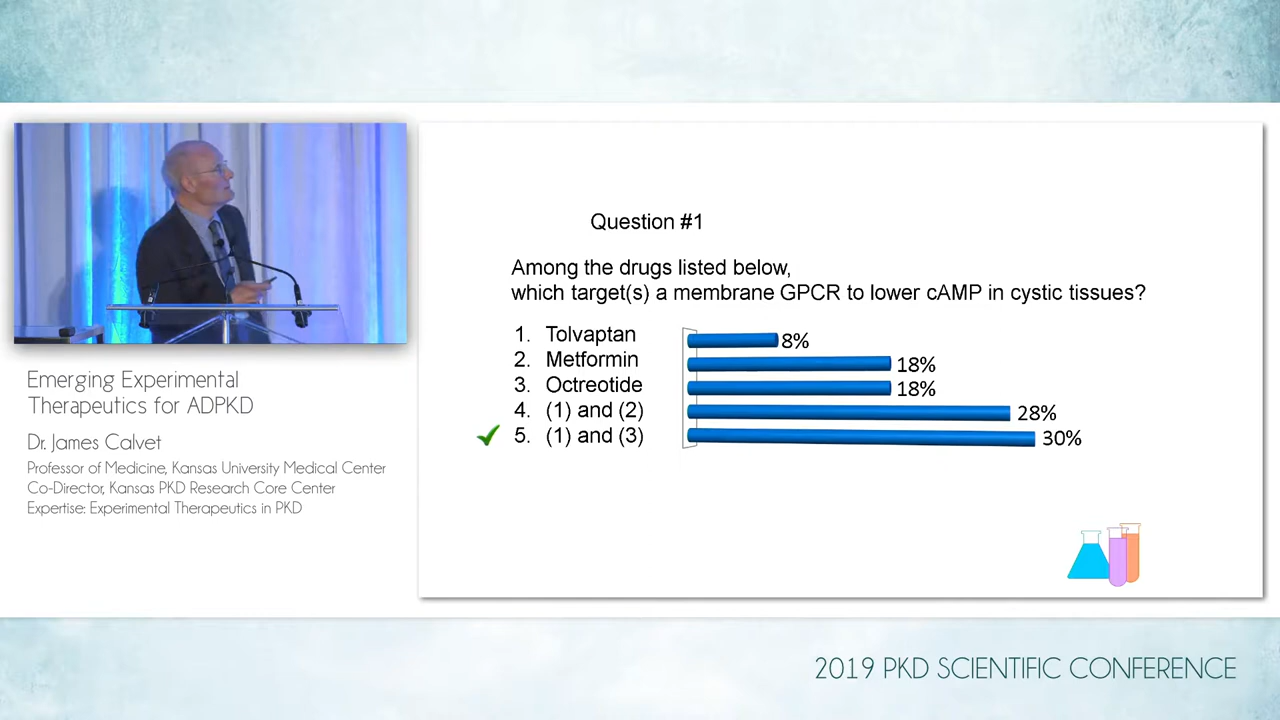 Question #1
Among the drugs listed below,
which target(s) a membrane GPCR to lower cAMP in cystic tissues?
1. Tolvaptan 8%
2. Metformin 18%
3. Octreotide 18%
4. (1) and (2) 28%
5. (1) and (3) 30%
Emerging Experimental
Therapeutics for ADPKD
Dr. James Calvet
Professor of Medicine, Kansas University Medical Center
Co-Director, Kansas PKD Research Core Center
Expertise: Experimental Therapeutics in PKD
2019 PKD SCIENTIFIC CONFERENCE